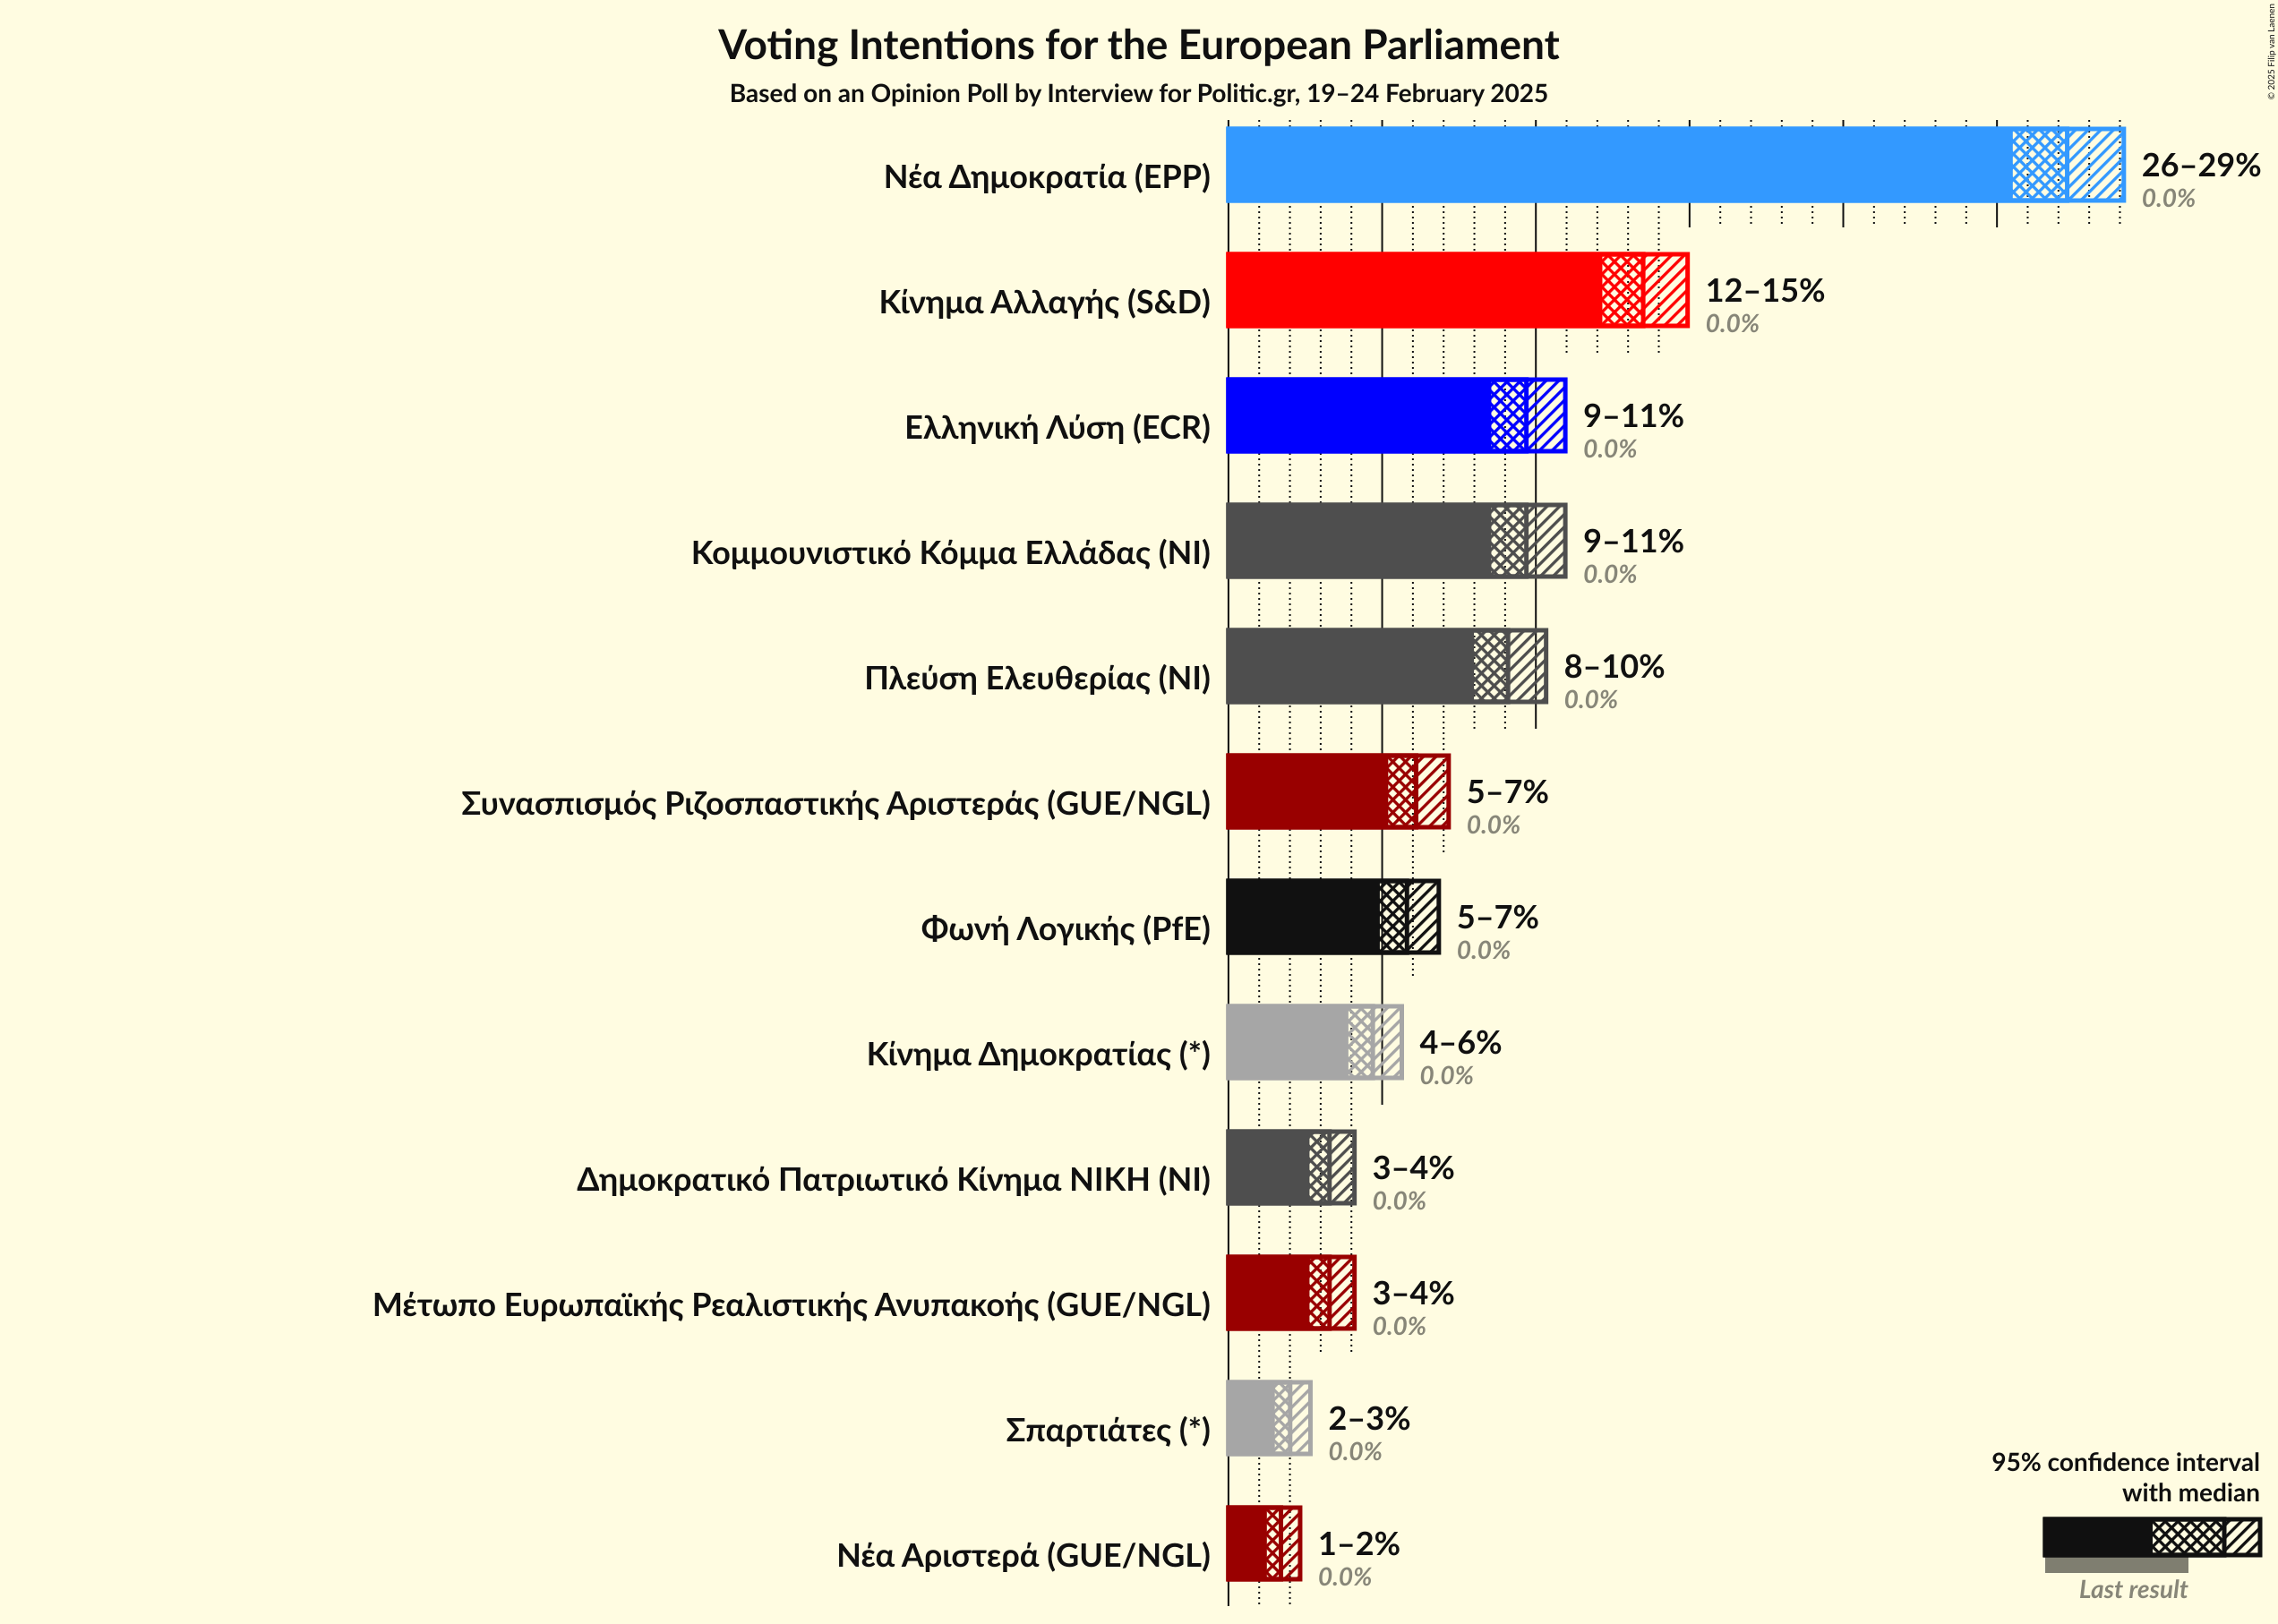 Voting Intentions for the European Parliament
Based on an Opinion Poll by Interview for Politic.gr, 19–24 February 2025
© 2025 Filip van Laenen
Νέα Δημοκρατία (EPP)
26–29%
0.0%
Κίνημα Αλλαγής (S&D)
12–15%
0.0%
Ελληνική Λύση (ECR)
9–11%
0.0%
Κομμουνιστικό Κόμμα Ελλάδας (NI)
9–11%
0.0%
Πλεύση Ελευθερίας (NI)
8–10%
0.0%
Συνασπισμός Ριζοσπαστικής Αριστεράς (GUE/NGL)
5–7%
0.0%
Φωνή Λογικής (PfE)
5–7%
0.0%
Κίνημα Δημοκρατίας (*)
4–6%
0.0%
Δημοκρατικό Πατριωτικό Κίνημα ΝΙΚΗ (NI)
3–4%
0.0%
Μέτωπο Ευρωπαϊκής Ρεαλιστικής Ανυπακοής (GUE/NGL)
3–4%
0.0%
Σπαρτιάτες (*)
2–3%
0.0%
Νέα Αριστερά (GUE/NGL)
1–2%
0.0%
95% confidence interval
with median
Last result